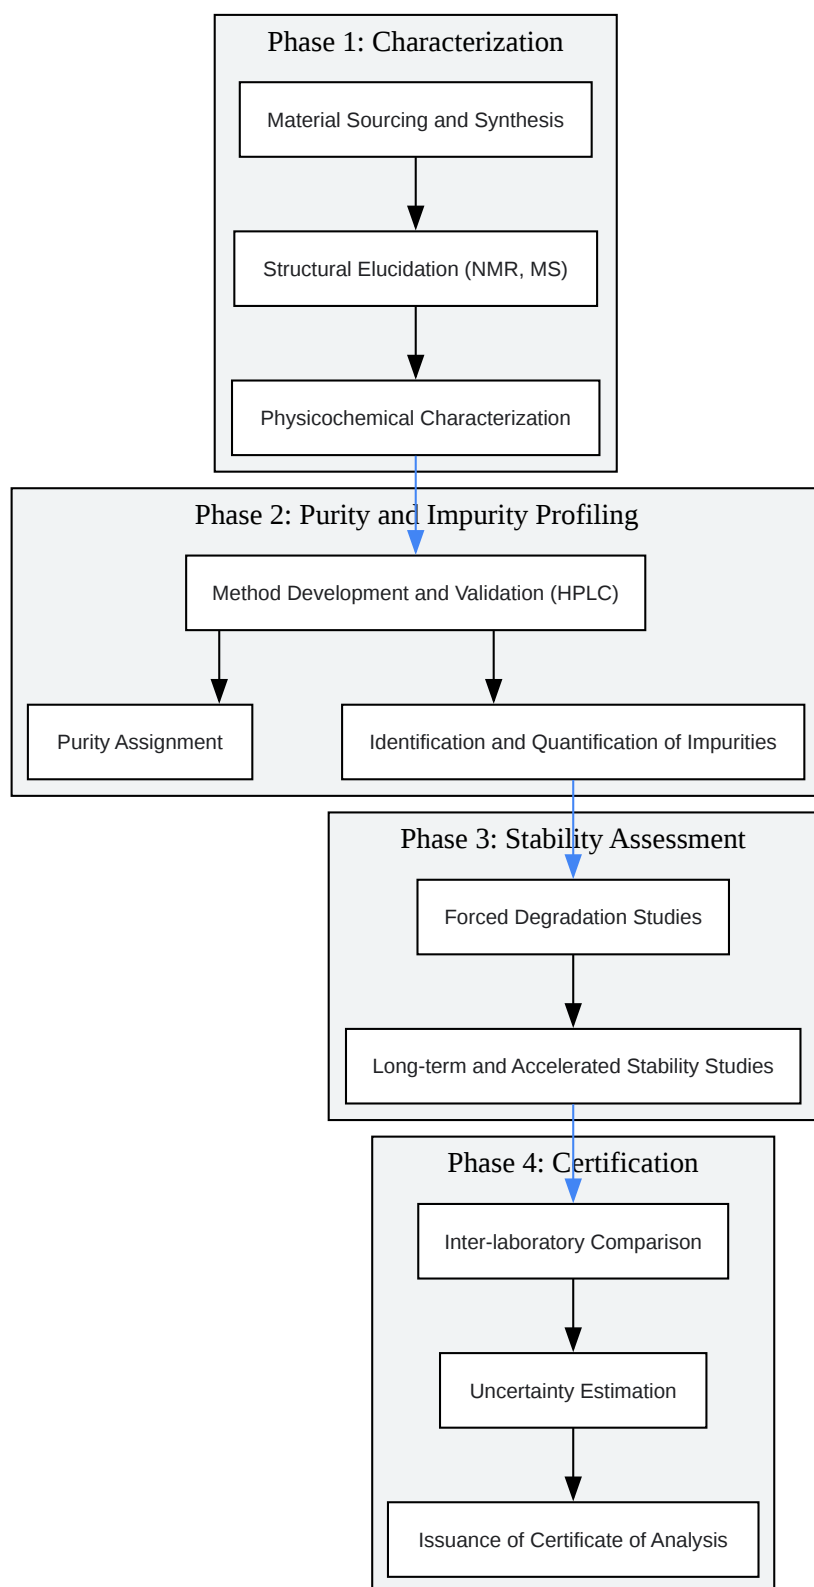 Phase 1: Characterization
Material Sourcing and Synthesis
Structural Elucidation (NMR, MS)
Physicochemical Characterization
Phase 2: Purity and Impurity Profiling
Method Development and Validation (HPLC)
Purity Assignment
Identification and Quantification of Impurities
Phase 3: Stability Assessment
Forced Degradation Studies
Long-term and Accelerated Stability Studies
Phase 4: Certification
Inter-laboratory Comparison
Uncertainty Estimation
Issuance of Certificate of Analysis